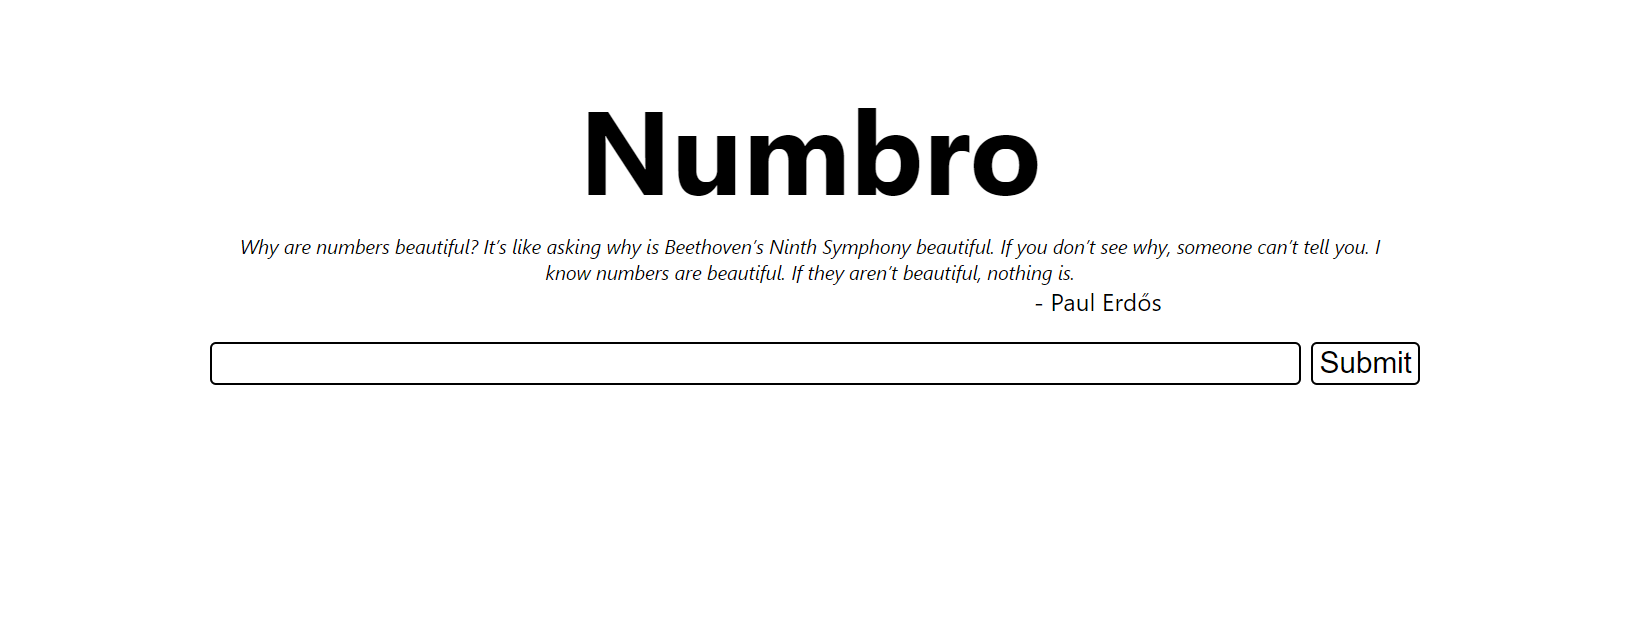 Numbro
Why are numbers beautiful? It’s like asking why is Beethoven’s Ninth Symphony beautiful. If you don’t see why, someone can’t tell you. I
know numbers are beautiful. If they aren’t beautiful, nothing is.
- Paul Erdős
Submit